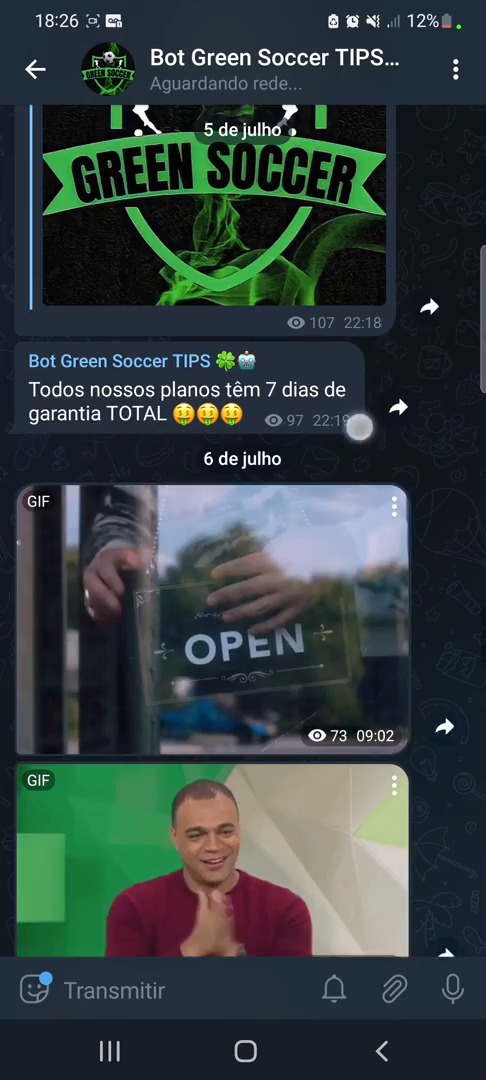 18:26
12%
Bot Green Soccer TIPS...
Aguardando rede...
5 de julho
GREEN SOCCER
107 22:18
Bot Green Soccer TIPS 🍀🤖
Todos nossos planos têm 7 dias de
garantia TOTAL 🤑🤑🤑
97 22:19
6 de julho
GIF
OPEN
73 09:02
GIF
Transmitir